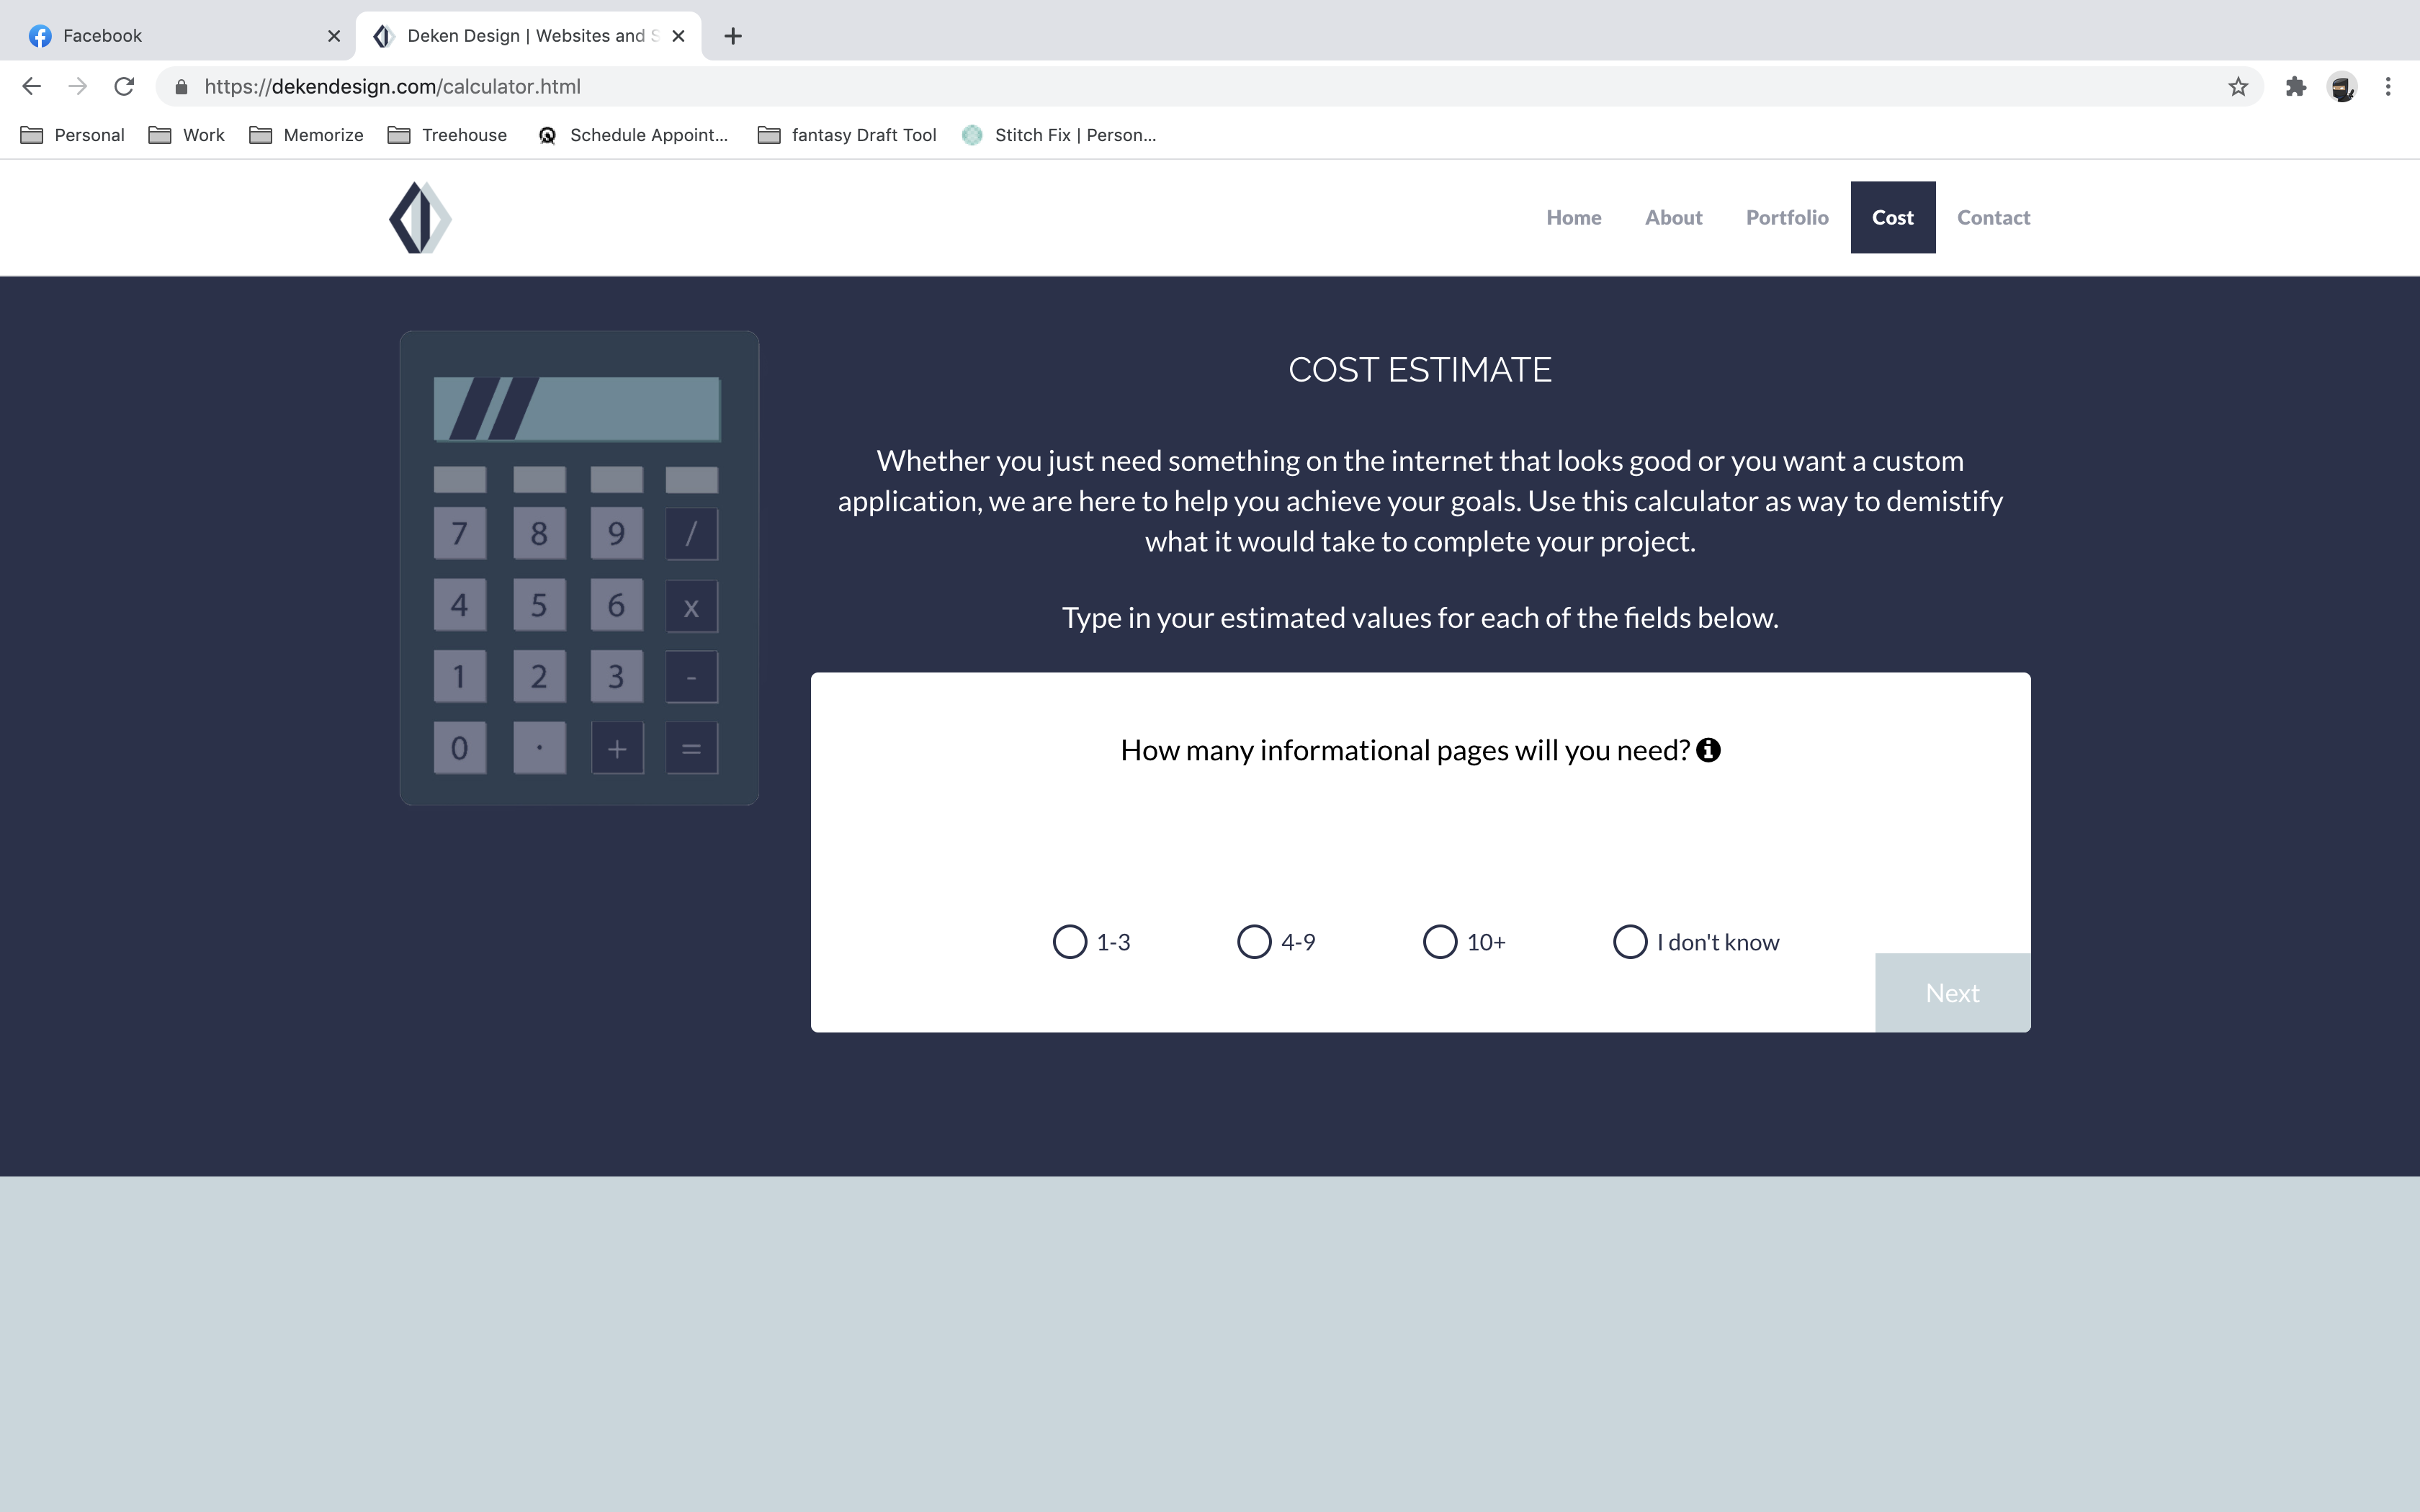 Facebook
Deken Design | Websites and S
https://dekendesign.com/calculator.html
Personal Work Memorize Treehouse Schedule Appoint... fantasy Draft Tool Stitch Fix | Person...
Home About Portfolio Cost Contact
COST ESTIMATE
Whether you just need something on the internet that looks good or you want a custom
application, we are here to help you achieve your goals. Use this calculator as way to demistify
what it would take to complete your project.
Type in your estimated values for each of the fields below.
7 8 9 /
4 5 6 x
1 2 3 -
0 · + =
How many informational pages will you need?
1-3 4-9 10+ I don't know
Next